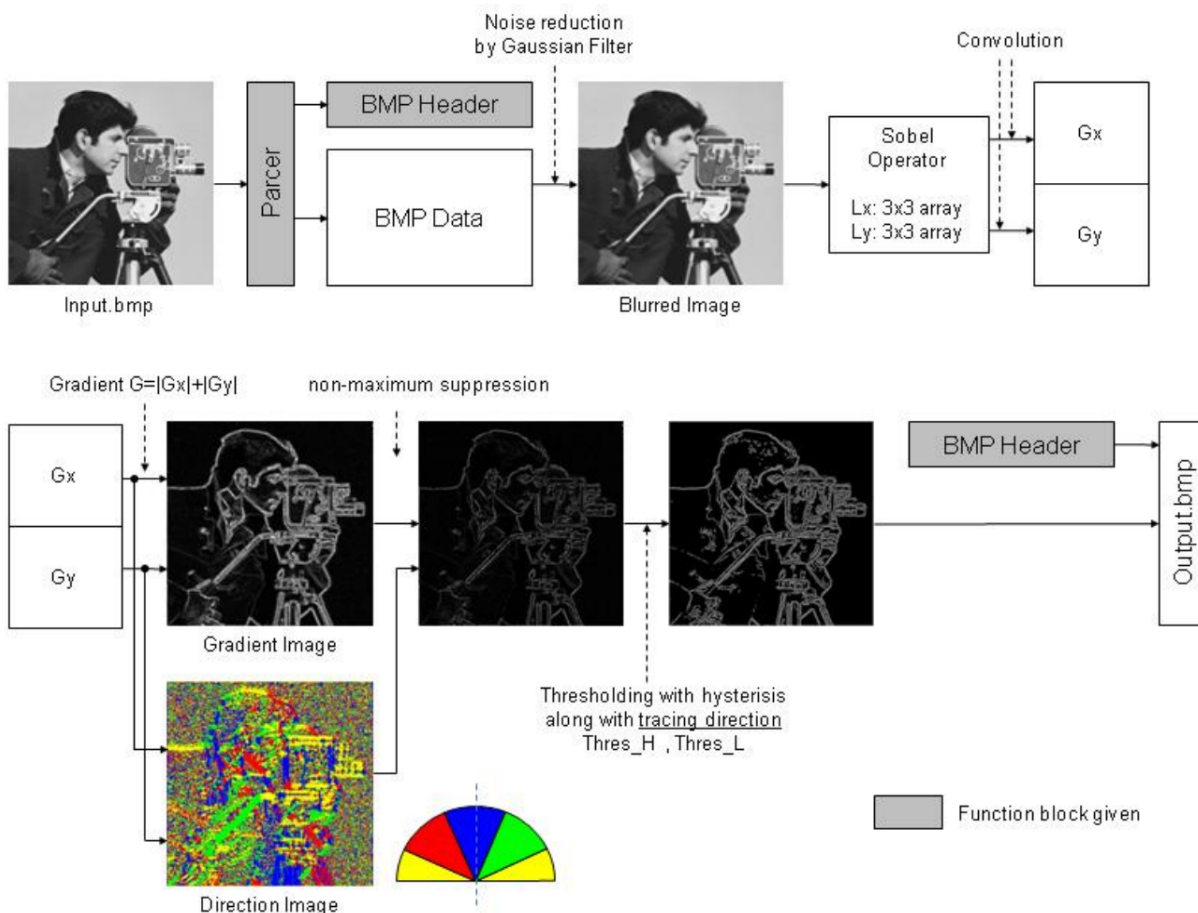 Noise reduction
by Gaussian Filter
Convolution
BMP Header
Parcer
BMP Data
Sobel
Operator
Lx: 3x3 array
Ly: 3x3 array
Gx
Gy
Input.bmp
Blurred Image
Gradient G=|Gx|+|Gy|
non-maximum suppression
Gx
Gy
BMP Header
Output.bmp
Gradient Image
Thresholding with hysterisis
along with tracing direction
Thres_H , Thres_L
Function block given
Direction Image